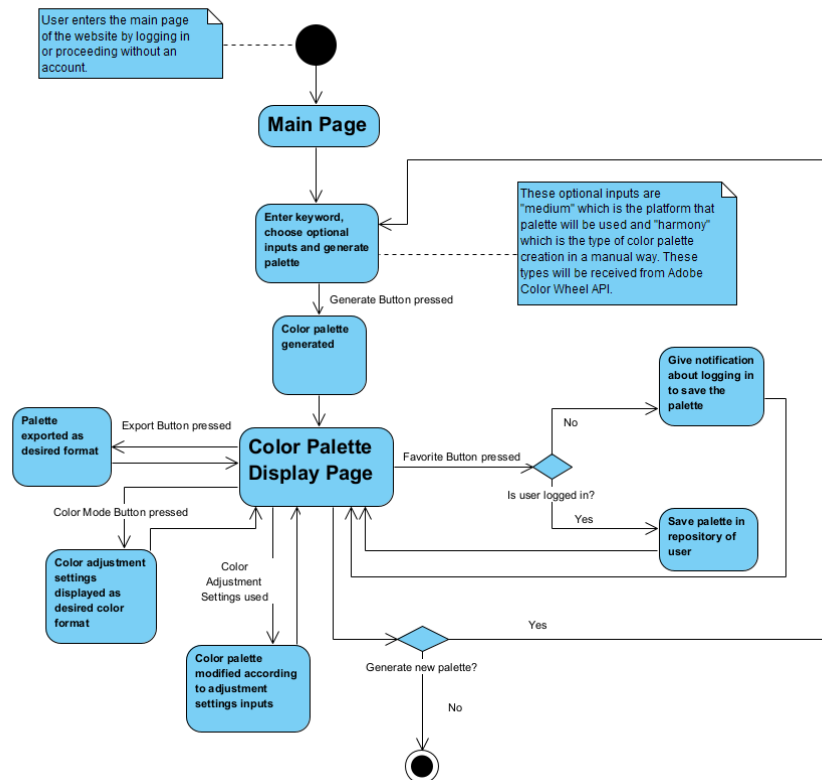 User enters the main page
of the website by logging in
or proceeding without an
account.
Main Page
Enter keyword,
choose optional
inputs and generate
palette
These optional inputs are
"medium" which is the platform that
palette will be used and "harmony"
which is the type of color palette
creation in a manual way. These
types will be received from Adobe
Color Wheel API.
Generate Button pressed
Color palette
generated
Give notification
about logging in
to save the
palette
Palette
exported as
desired format
Export Button pressed
Color Palette
Display Page
Favorite Button pressed
No
Is user logged in?
Yes
Save palette in
repository of
user
Color Mode Button pressed
Color adjustment
settings
displayed as
desired color
format
Color
Adjustment
Settings used
Color palette
modified according
to adjustment
settings inputs
Generate new palette?
Yes
No